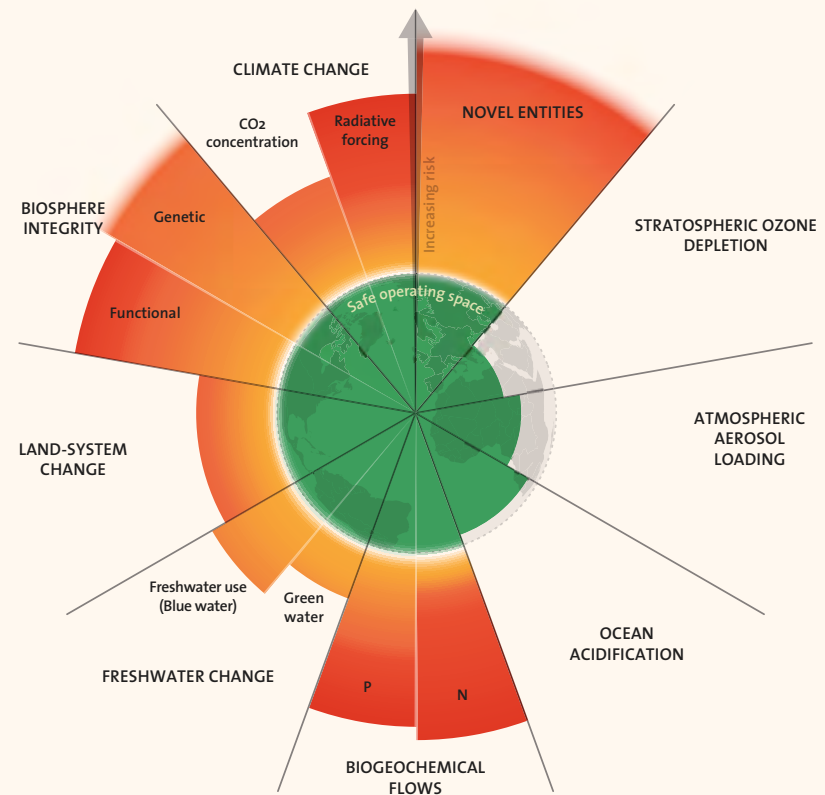 CLIMATE CHANGE
CO2
concentration
Radiative
forcing
NOVEL ENTITIES
Increasing risk
BIOSPHERE
INTEGRITY
Genetic
STRATOSPHERIC OZONE
DEPLETION
Functional
Safe operating space
LAND-SYSTEM
CHANGE
ATMOSPHERIC
AEROSOL
LOADING
Freshwater use
(Blue water)
Green
water
FRESHWATER CHANGE
P
N
OCEAN
ACIDIFICATION
BIOGEOCHEMICAL
FLOWS